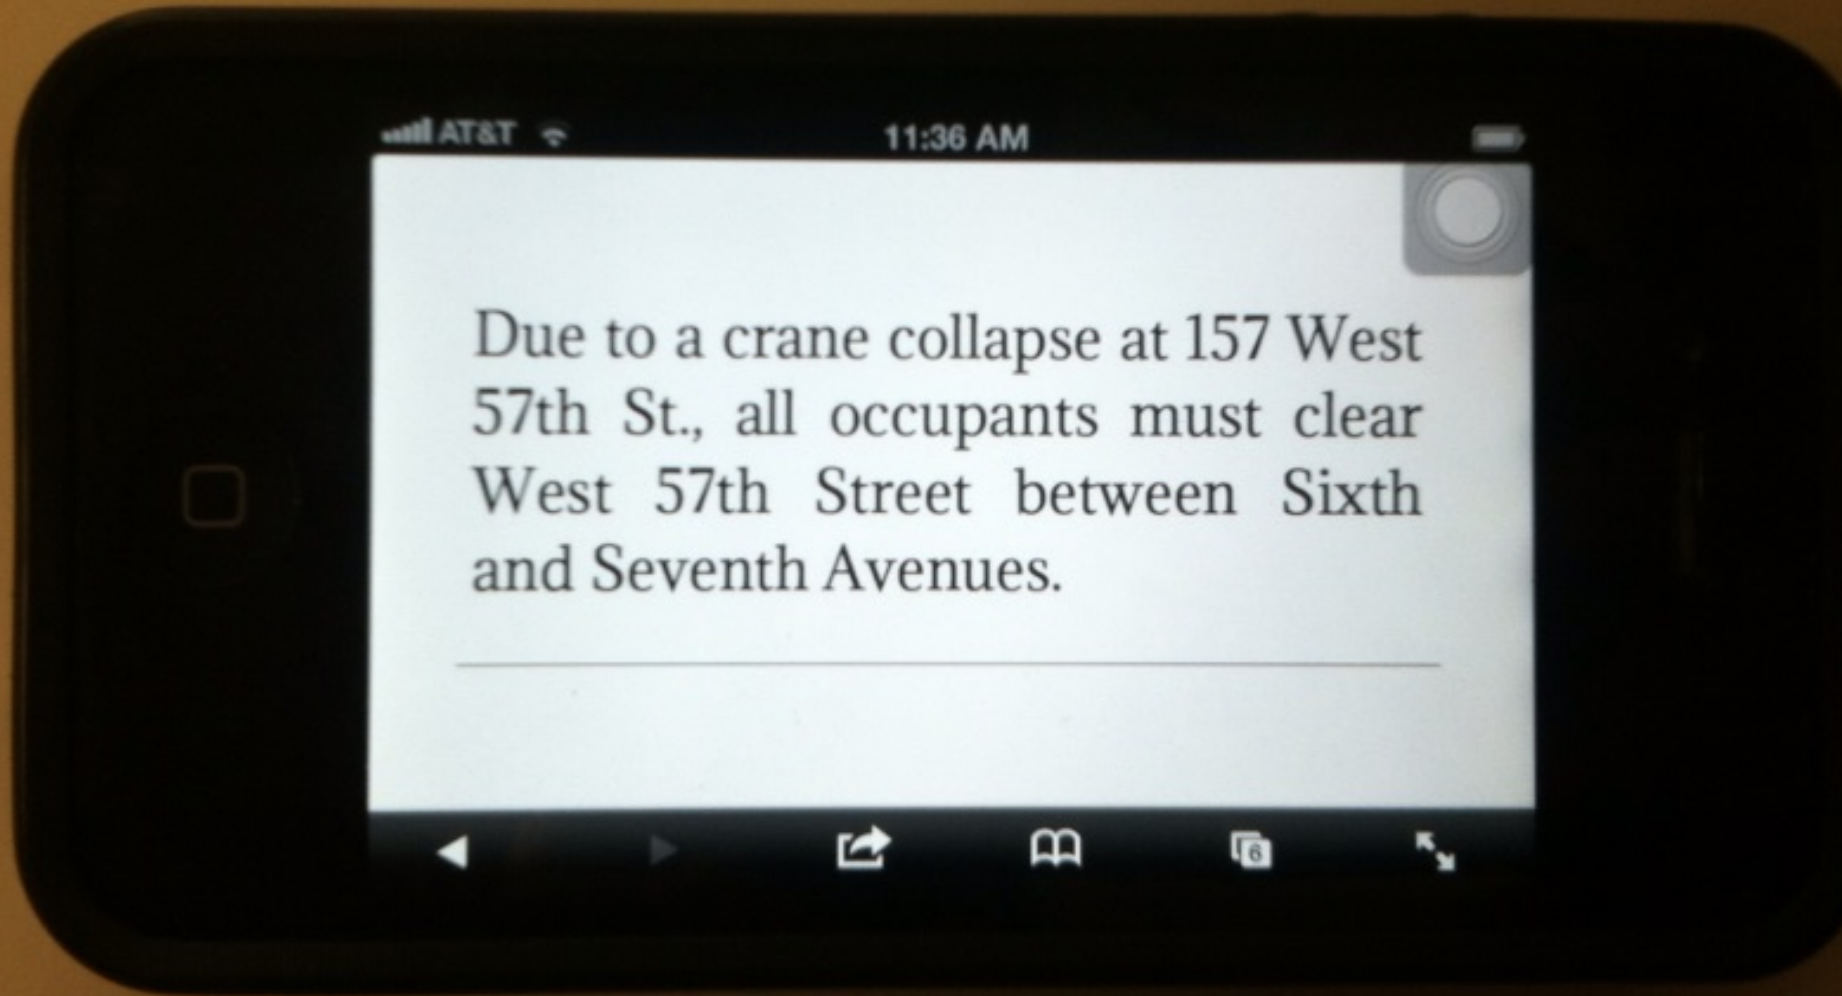 AT&T 11:36 AM
Due to a crane collapse at 157 West
57th St., all occupants must clear
West 57th Street between Sixth
and Seventh Avenues.
6